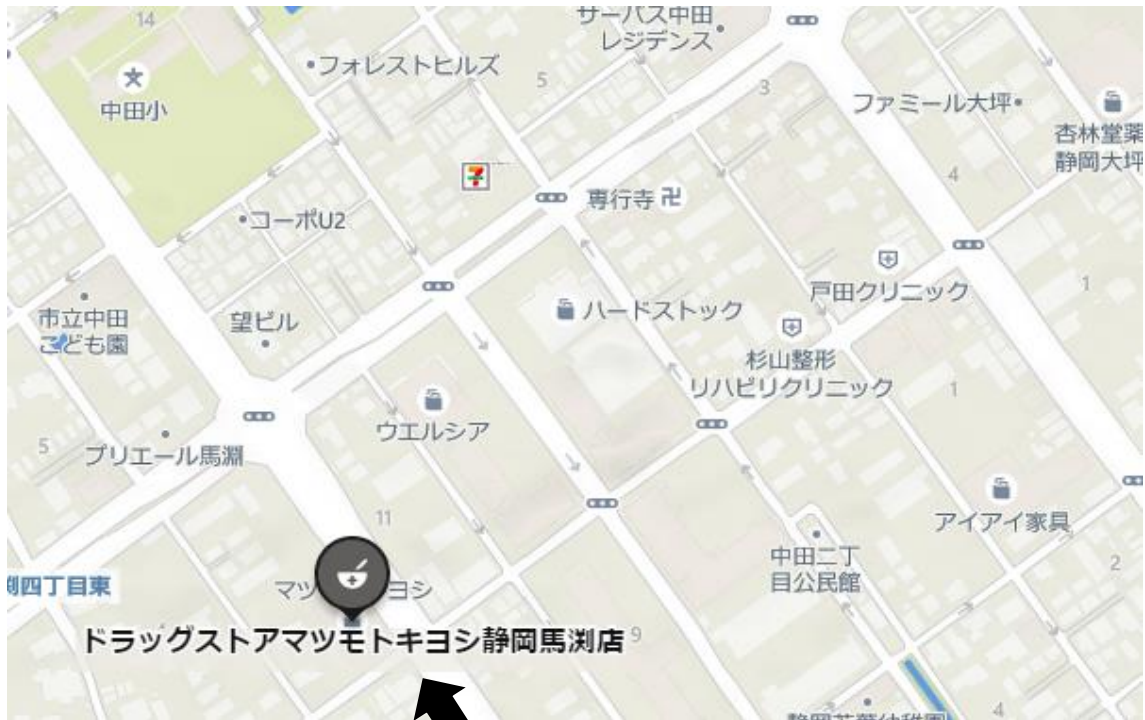 14
サーパス中田
レジデンス
フォレストヒルズ
5
3
中田小
ファミール大坪
杏林堂薬
静岡大坪
4
専行寺
コーポU2
戸田クリニック
1
市立中田
こども園
望ビル
ハードストック
杉山整形
リハビリクリニック
1
ウエルシア
5
プリエール馬淵
11
アイアイ家具
中田二丁
目公民館
2
四丁目東
マツ
ヨシ
ドラッグストアマツモトキヨシ静岡馬渕店
9
4